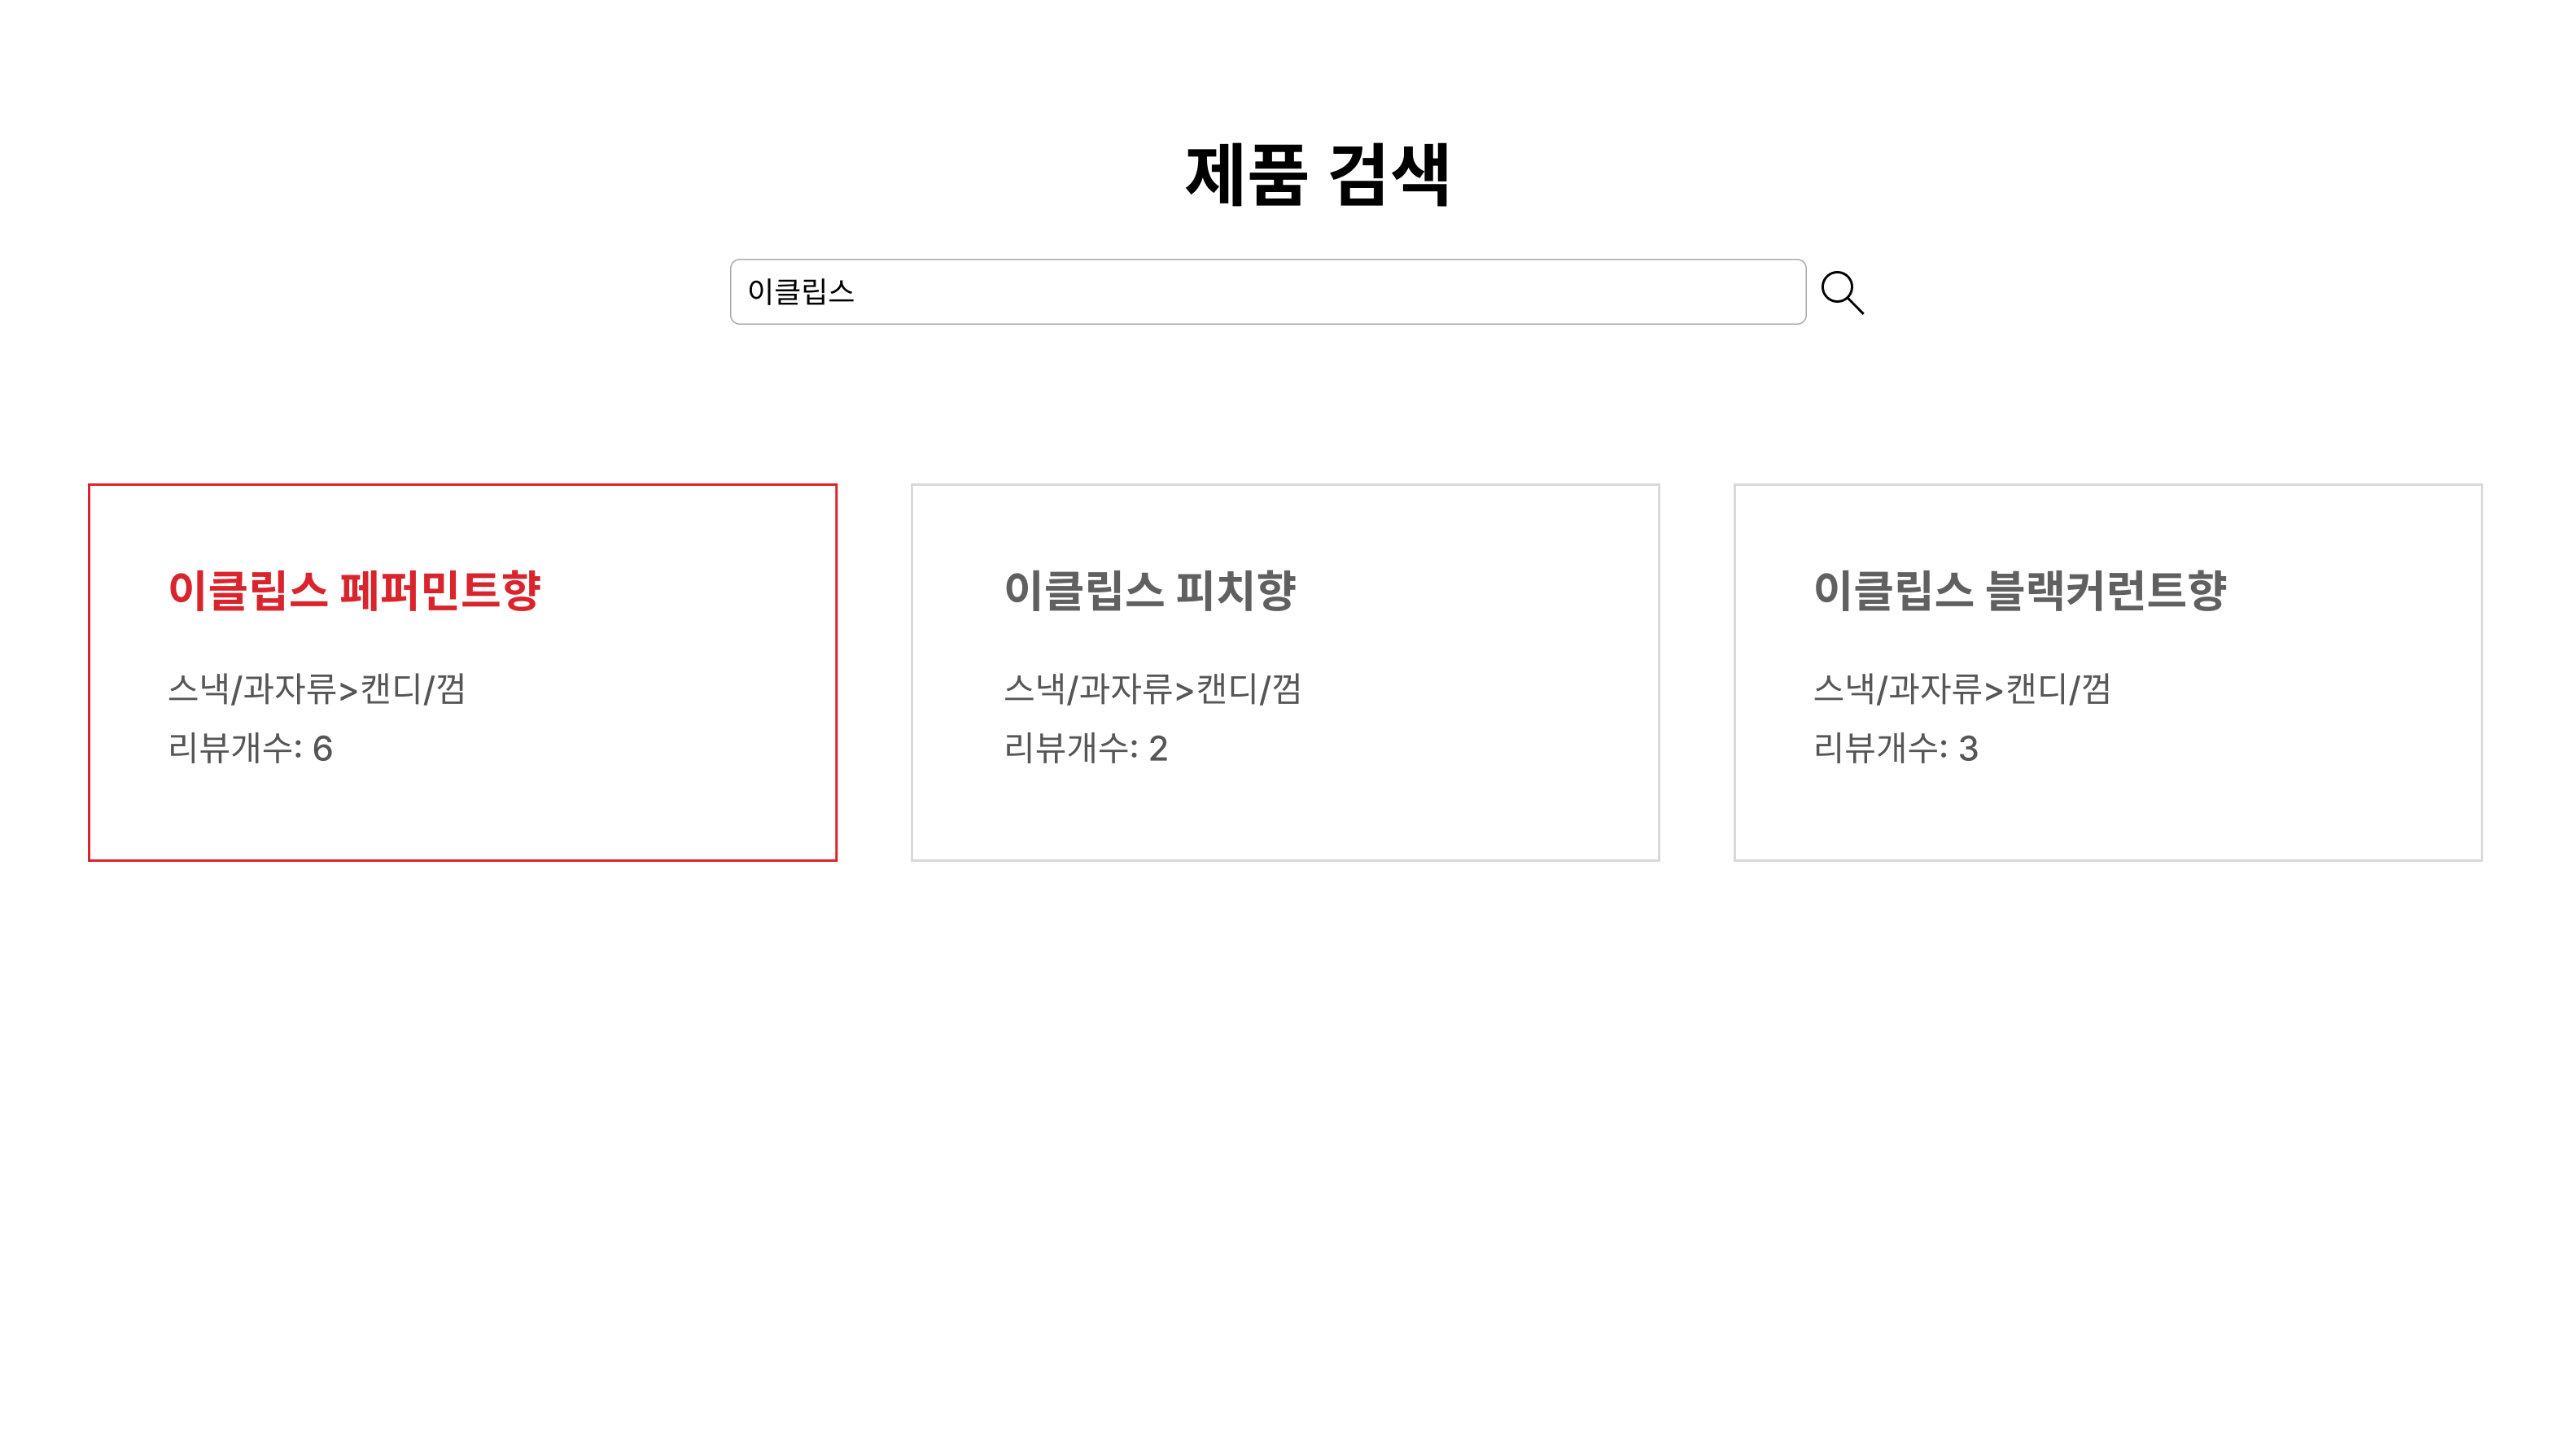 제품 검색
이클립스
이클립스 페퍼민트향
스낵/과자류>캔디/껌
리뷰개수: 6
이클립스 피치향
스낵/과자류>캔디/껌
리뷰개수: 2
이클립스 블랙커런트향
스낵/과자류>캔디/껌
리뷰개수: 3